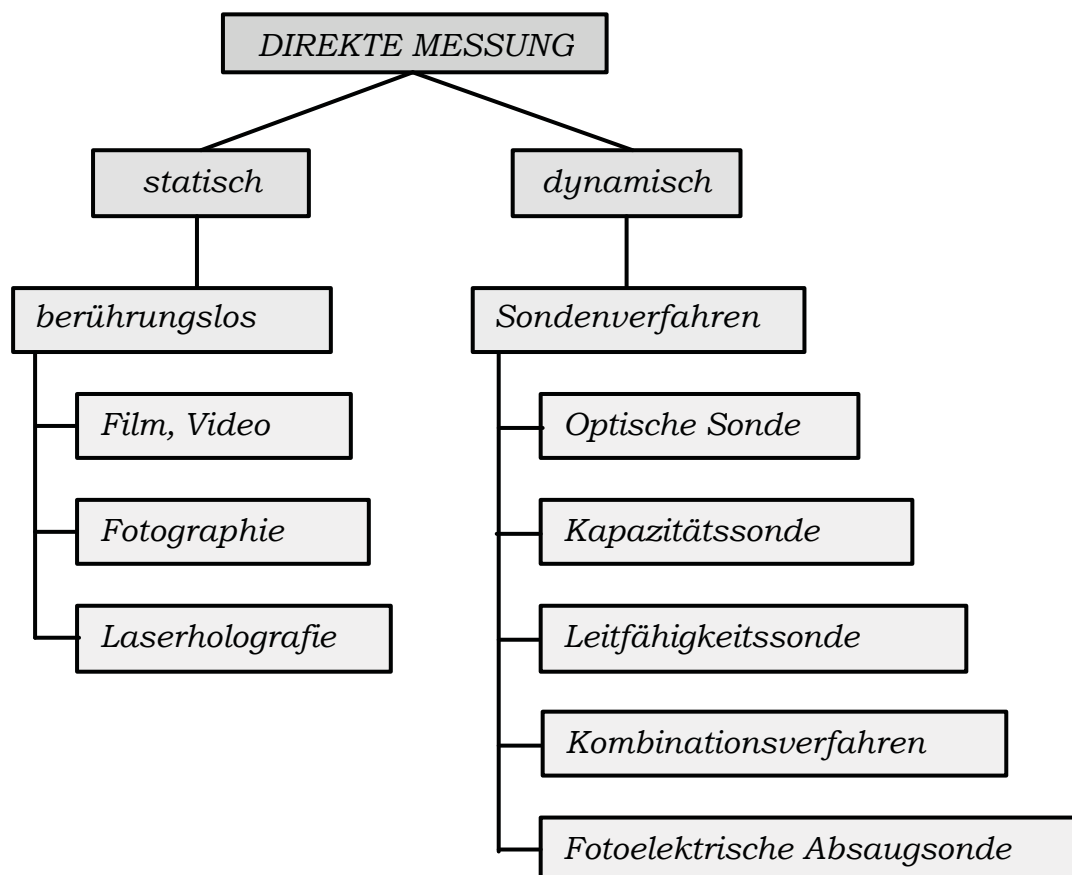 DIREKTE MESSUNG
statisch
dynamisch
berührungslos
Film, Video
Fotographie
Laserholografie
Sondenverfahren
Optische Sonde
Kapazitätssonde
Leitfähigkeitssonde
Kombinationsverfahren
Fotoelektrische Absaugsonde